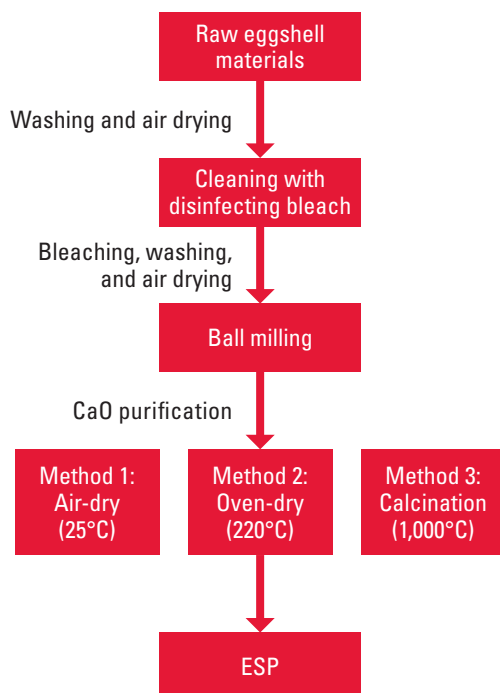 Raw eggshell
materials
Washing and air drying
Cleaning with
disinfecting bleach
Bleaching, washing,
and air drying
Ball milling
CaO purification
Method 1:
Air-dry
(25°C)
Method 2:
Oven-dry
(220°C)
Method 3:
Calcination
(1,000°C)
ESP